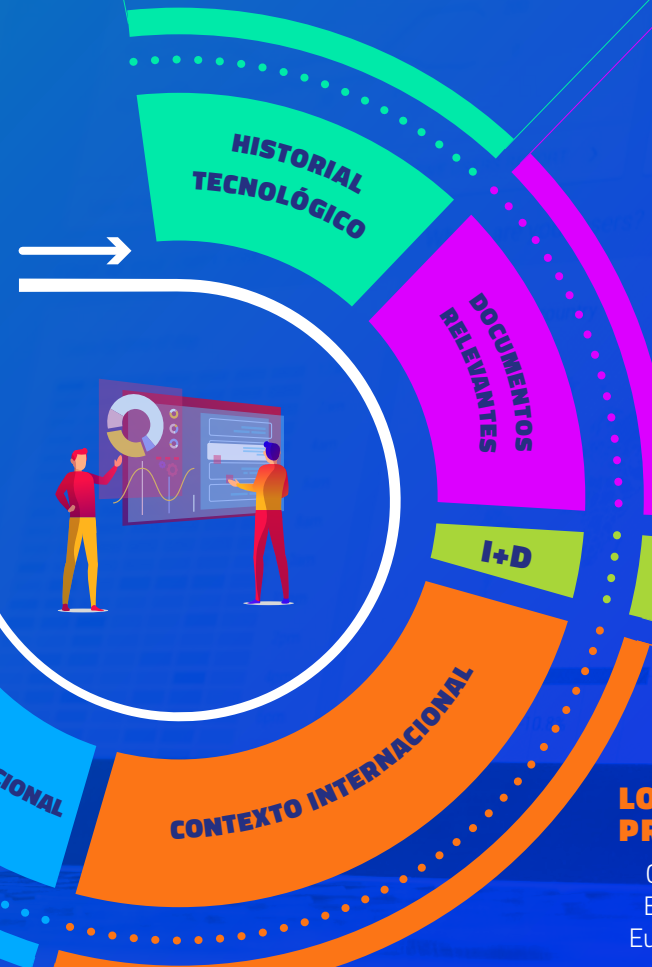 HISTORIAL
TECNOLÓGICO
DOCUMENTOS
RELEVANTES
I+D
CONTEXTO INTERNACIONAL